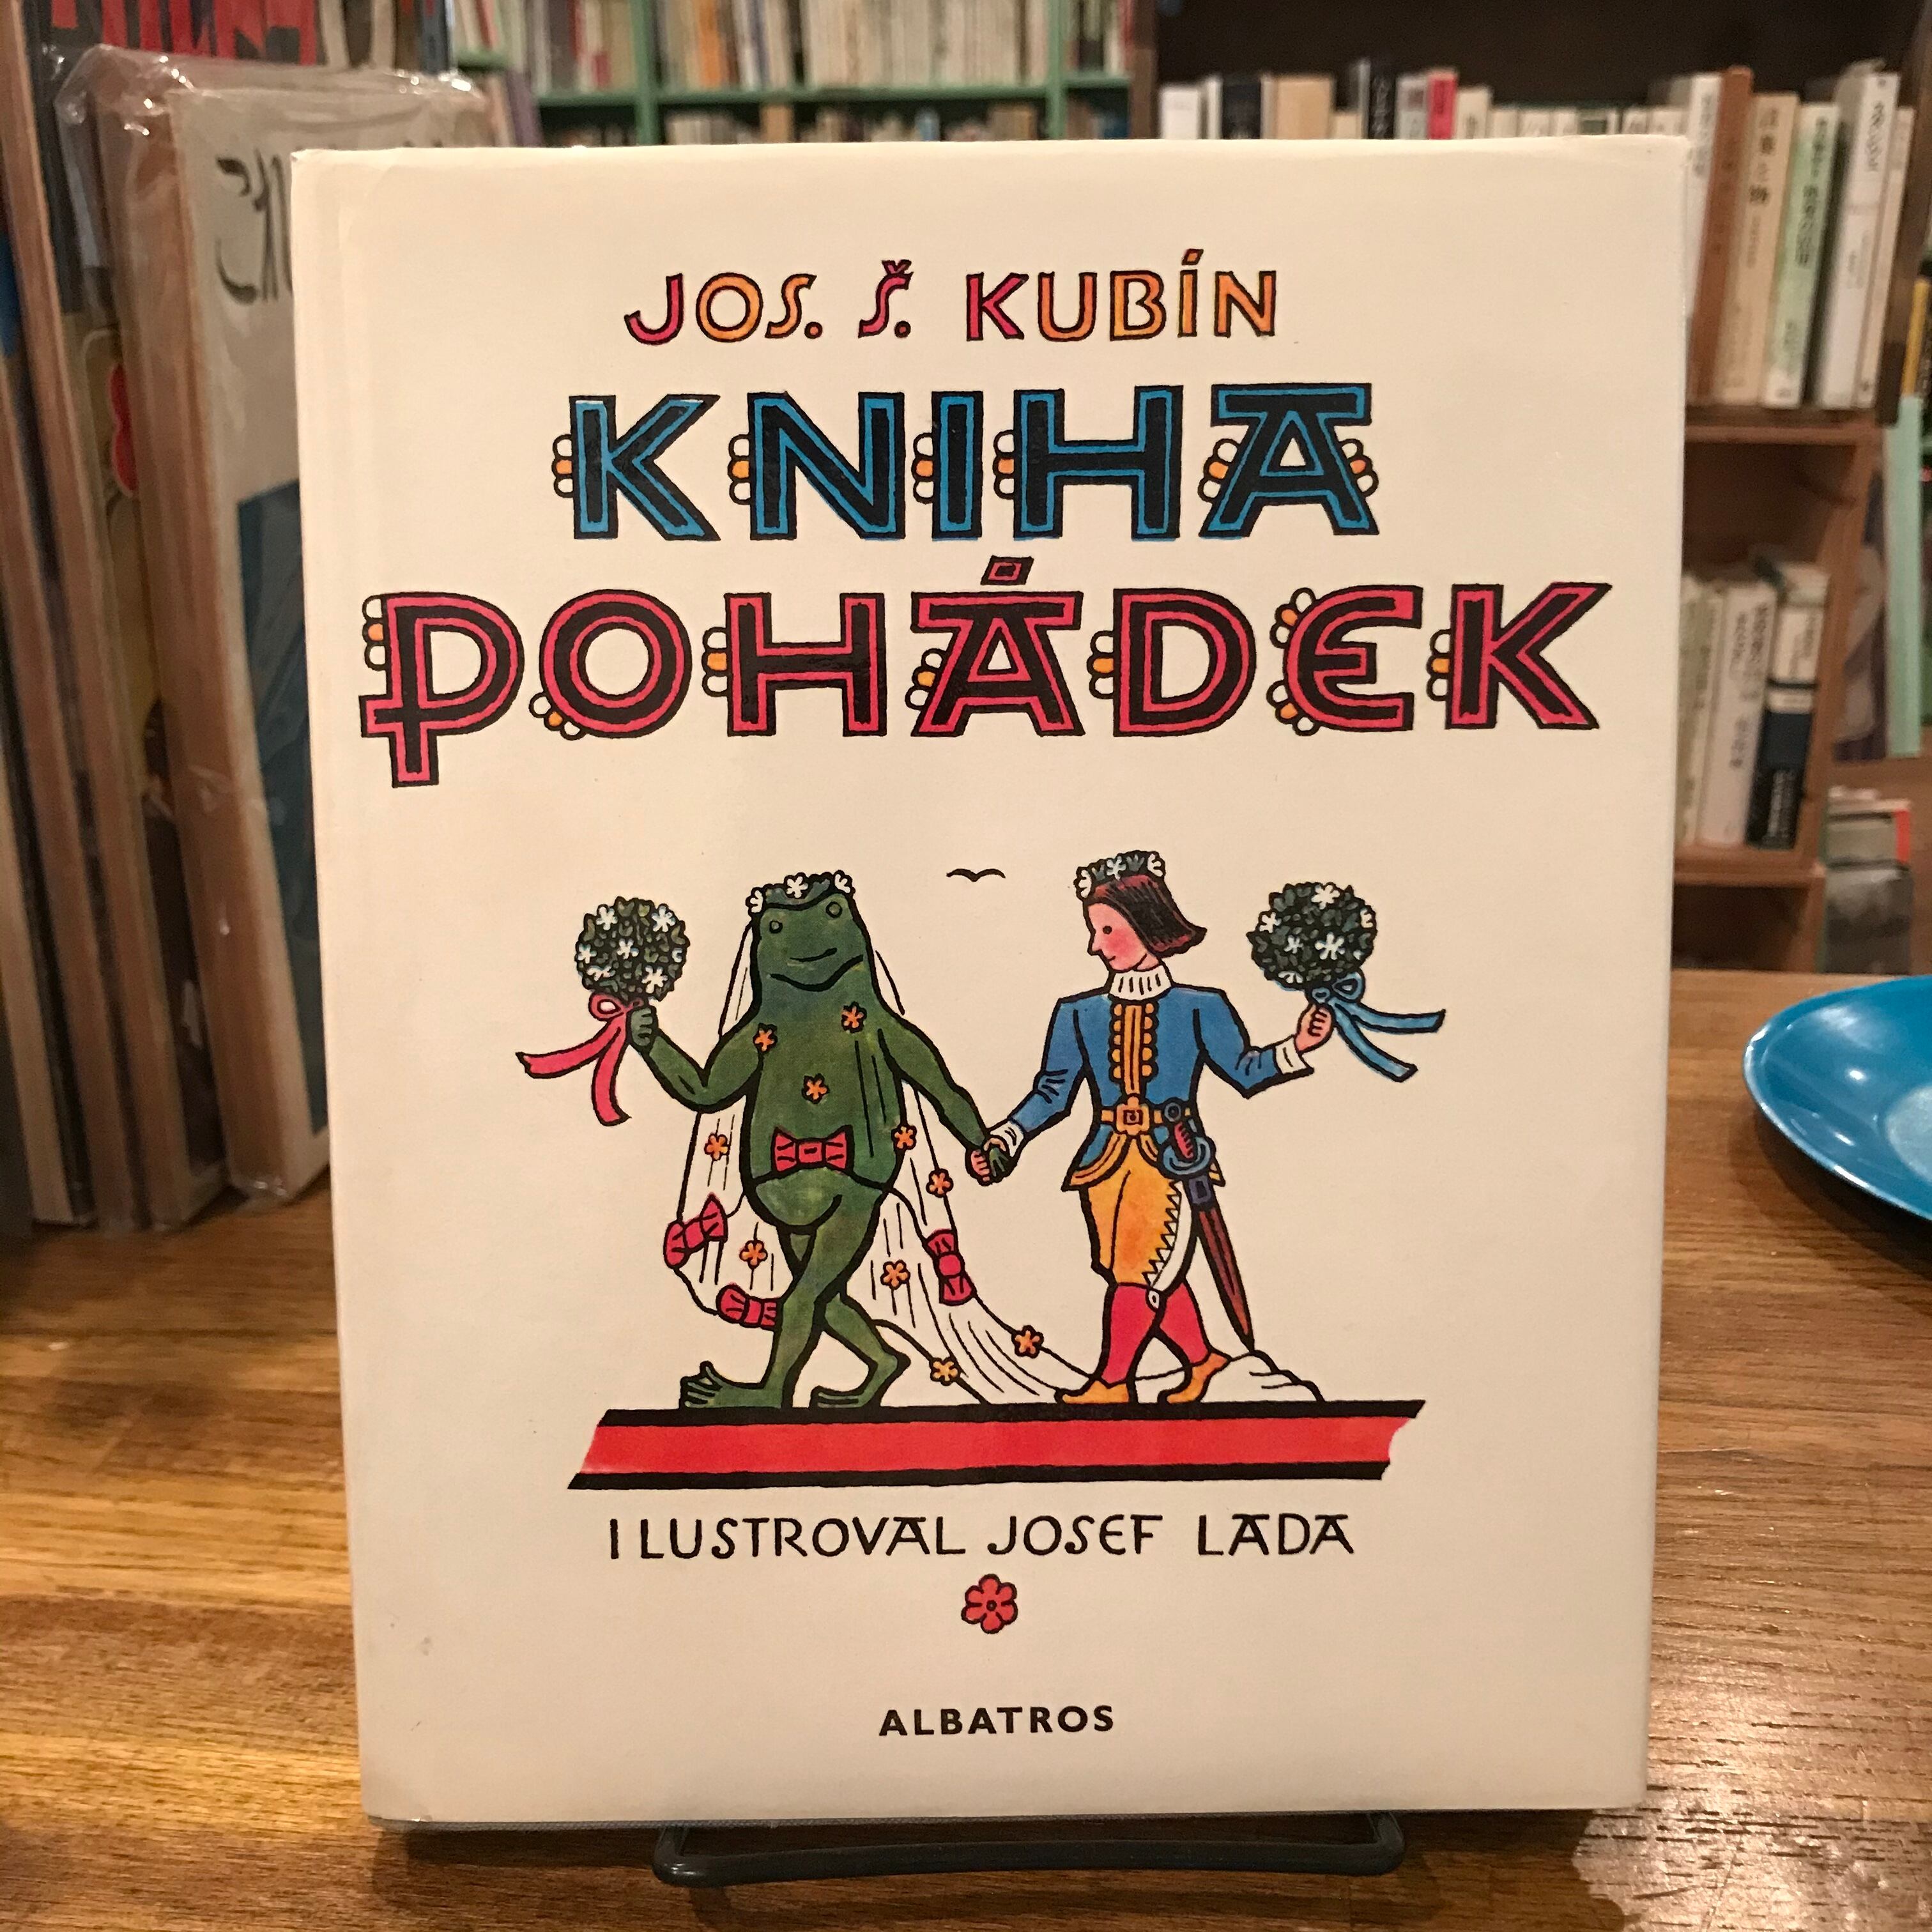 JOS. Š. KUBÍN
KNIHA
POHÁDEK
ILUSTROVAL JOSEF LADA
ALBATROS